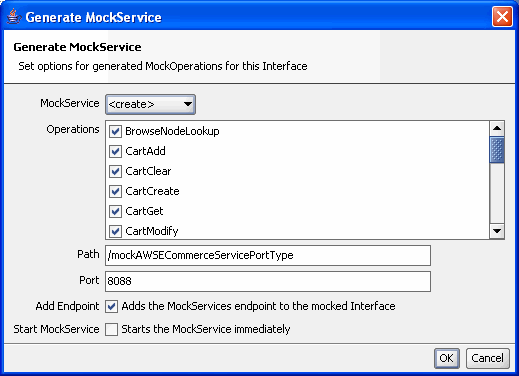 Generate MockService
Generate MockService
Set options for generated MockOperations for this Interface
MockService <create>
Operations BrowseNodeLookup
CartAdd
CartClear
CartCreate
CartGet
CartModify
Path /mockAWSECommerceServicePortType
Port 8088
Add Endpoint Adds the MockServices endpoint to the mocked Interface
Start MockService Starts the MockService immediately
OK Cancel